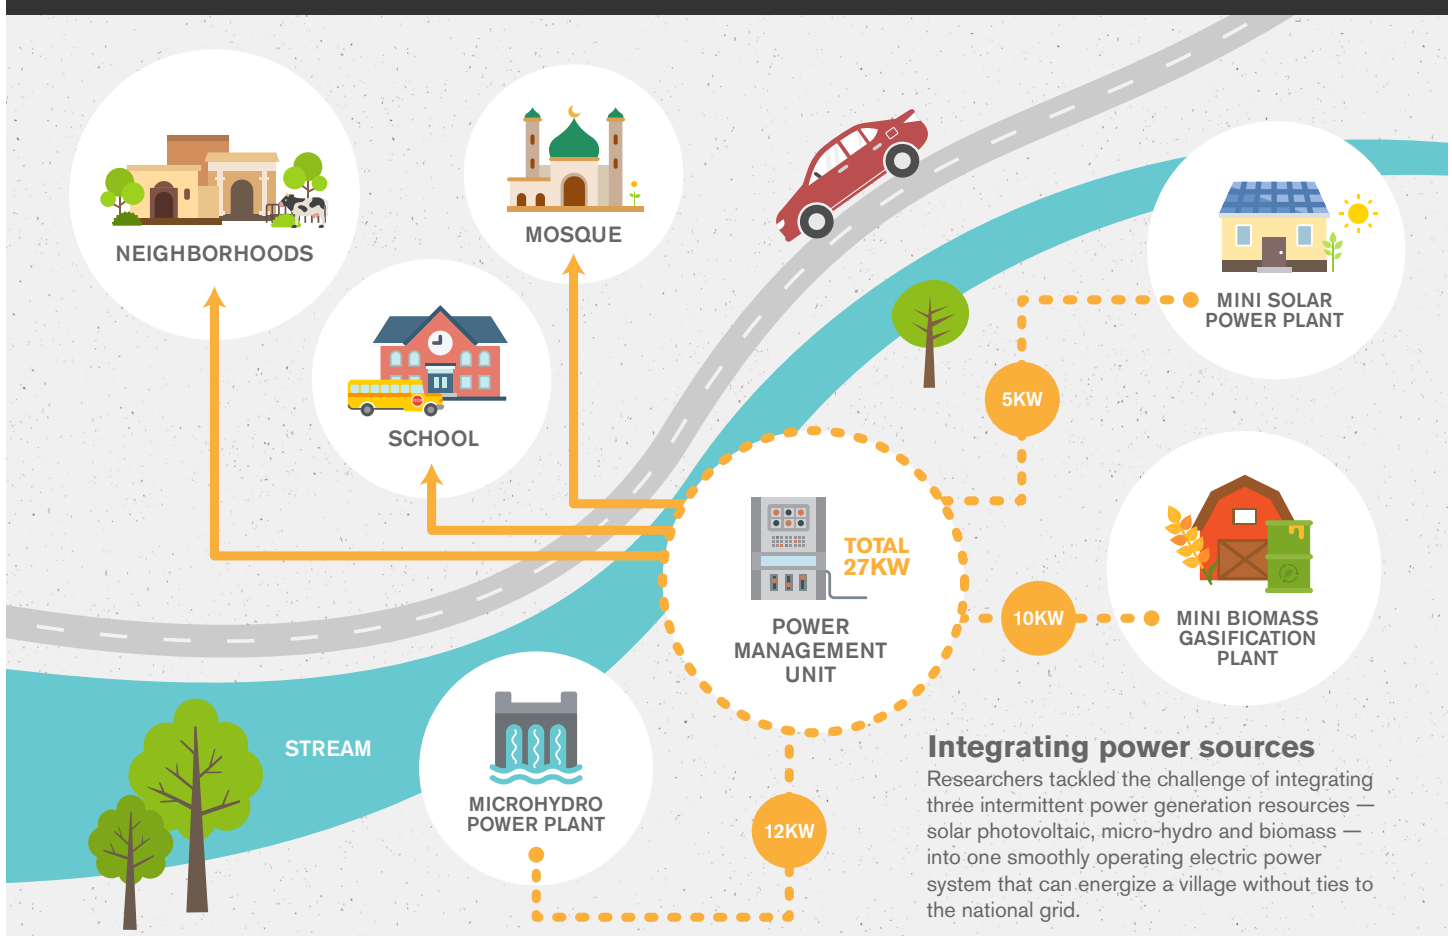 NEIGHBORHOODS
MOSQUE
SCHOOL
MINI SOLAR
POWER PLANT
5KW
TOTAL
27KW
POWER
MANAGEMENT
UNIT
10KW
MINI BIOMASS
GASIFICATION
PLANT
STREAM
MICROHYDRO
POWER PLANT
12KW
Integrating power sources
Researchers tackled the challenge of integrating
three intermittent power generation resources —
solar photovoltaic, micro-hydro and biomass —
into one smoothly operating electric power
system that can energize a village without ties to
the national grid.